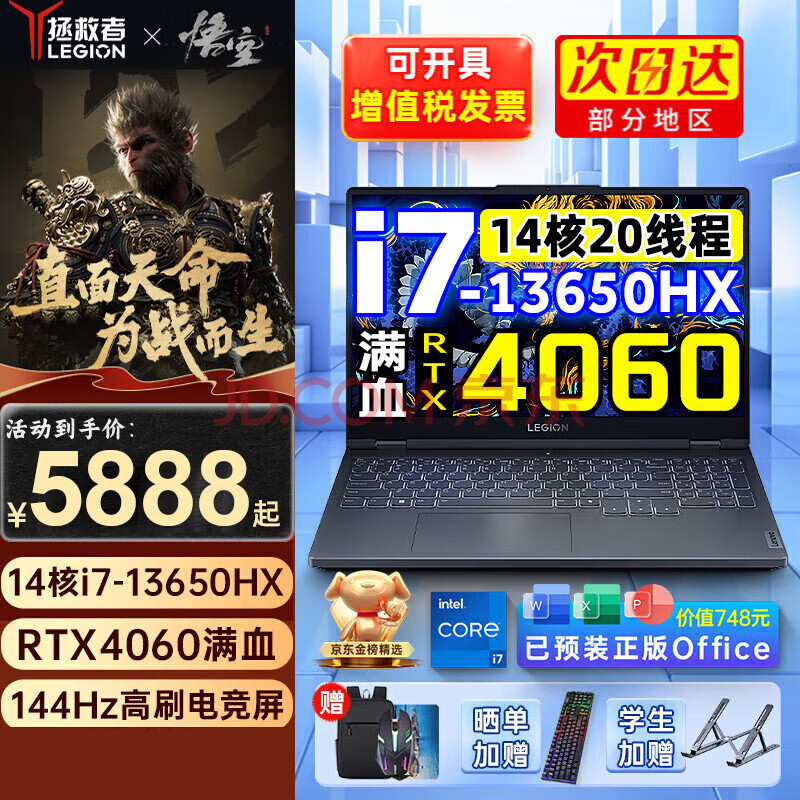 拯救者
LEGION
×
悟空
直面天命
为战而生
活动到手价:
¥5888起
14核i7-13650HX
RTX4060满血
144Hz高刷电竞屏
可开具
增值税发票
次日达
部分地区
i7-13650HX
14核20线程
满血
RTX
4060
JD.COM 京东
LEGION
Lenovo
京东金榜精选
intel
CORE
i7
W
X
P
价值748元
已预装正版Office
赠
晒单
加赠
学生
加赠